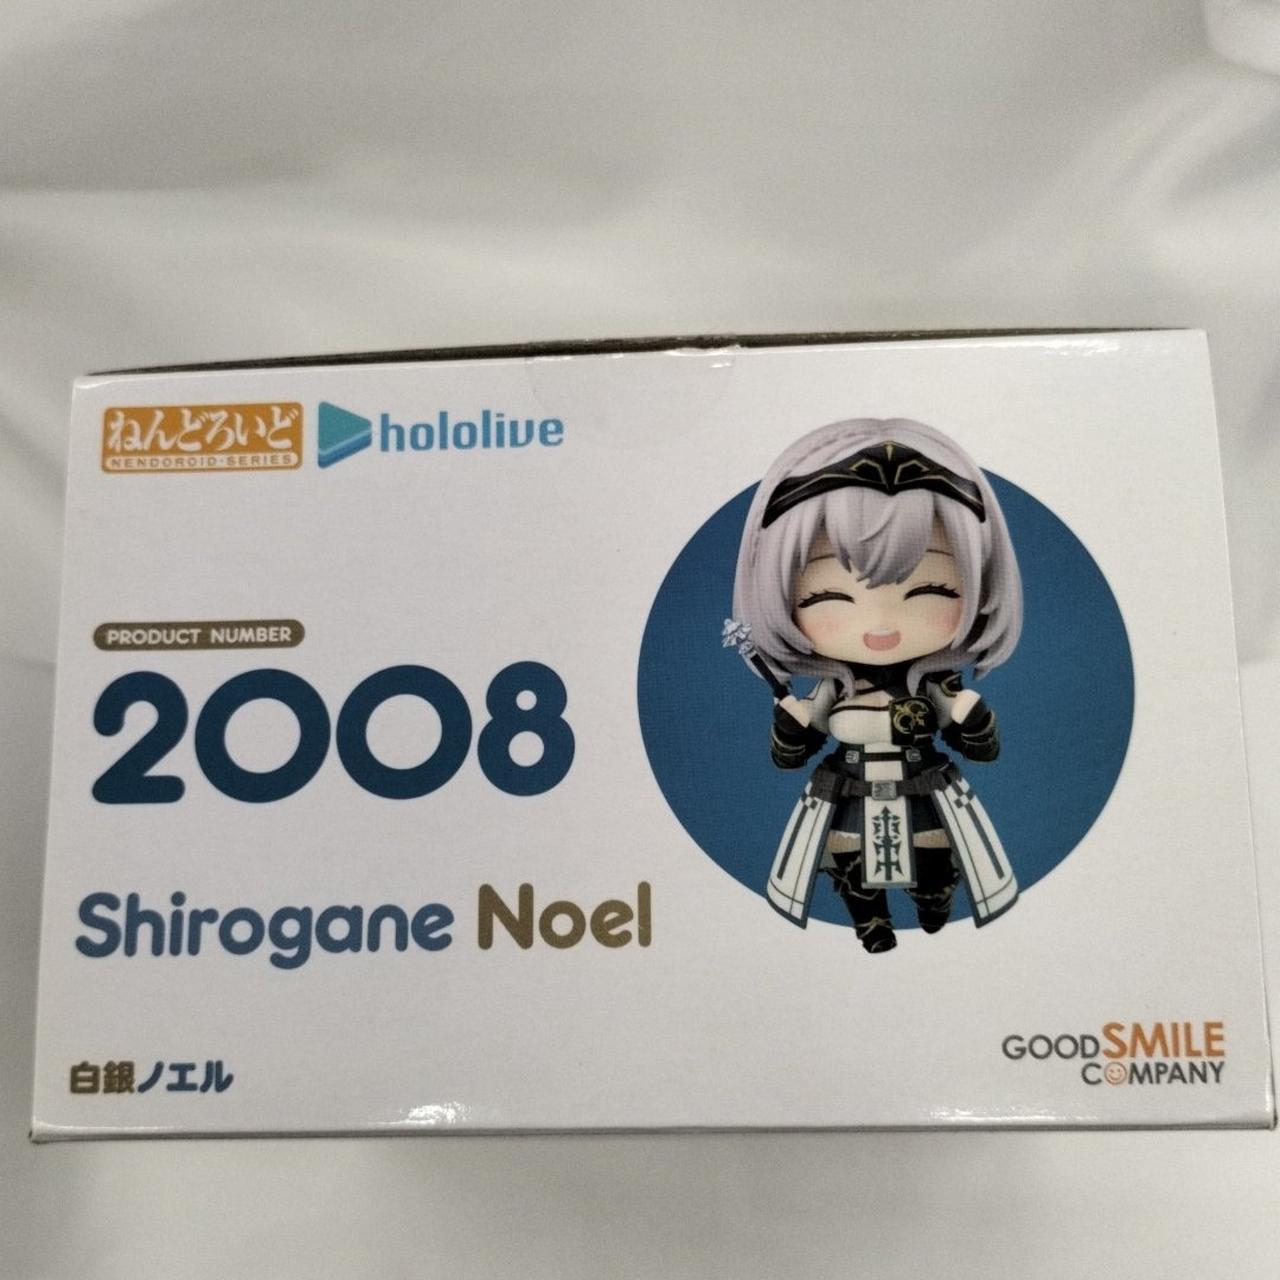 ねんどろいど
NENDOROID·SERIES
hololive
PRODUCT NUMBER
2008
Shirogane Noel
白銀ノエル
GOOD SMILE
COMPANY